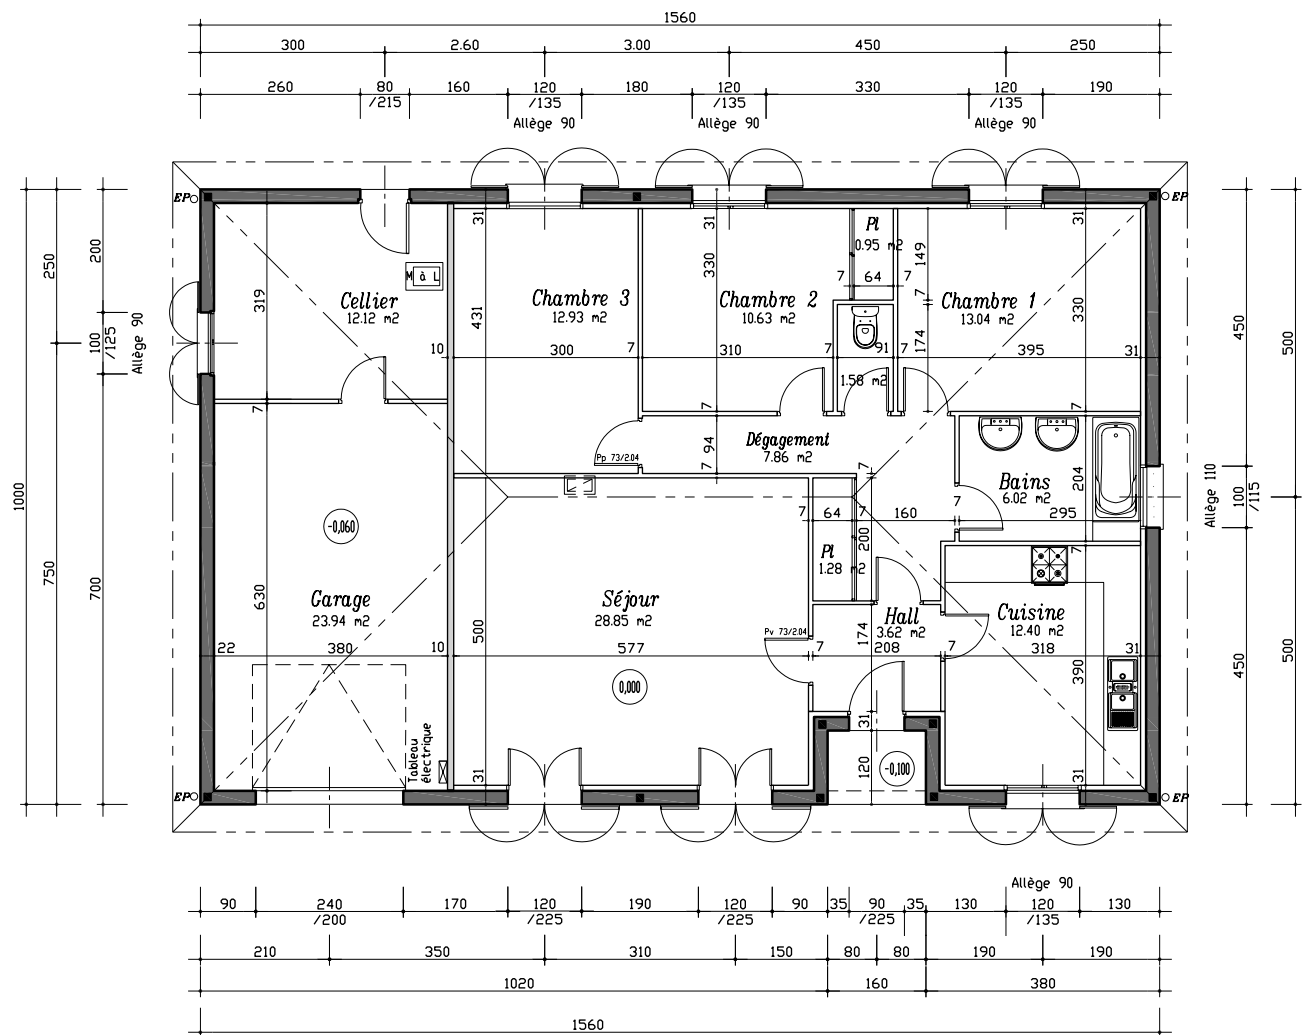 1560
300 2.60 3.00 450 250
260 80 160 120 180 120 330 120 190
/215 /135 /135 /135
Allège 90 Allège 90 Allège 90
EP EP
31 31 Pl 31
0.95 m2
200 250 330 149
M à L 7 64 7
319 Cellier Chambre 3 Chambre 2 7 Chambre 1 330
12.12 m2 12.93 m2 10.63 m2 13.04 m2
431 450
100 /125 Allège 90 174 500
10 300 7 310 7 91 7 395 31
1.58 m2
7 7 7
Dégagement
94 7.86 m2
Pp 73/2.04 7 7
1000 204 Allège 110 100 /115
Bains
6.02 m2
7 64 7 160 7 295
-0,060
200
Pl 7
1.28 m2
750 700 630
Garage Séjour Hall Cuisine
23.94 m2 28.85 m2 3.62 m2 12.40 m2
500 Pv 73/2.04 174
22 380 10 577 7 208 7 318 31
390 450 500
0,000
31
Tableau
électrique
31 120 -0,100 31
EP EP
Allège 90
90 240 170 120 190 120 90 35 90 35 130 120 130
/200 /225 /225 /225 /135
210 350 310 150 80 80 190 190
1020 160 380
1560